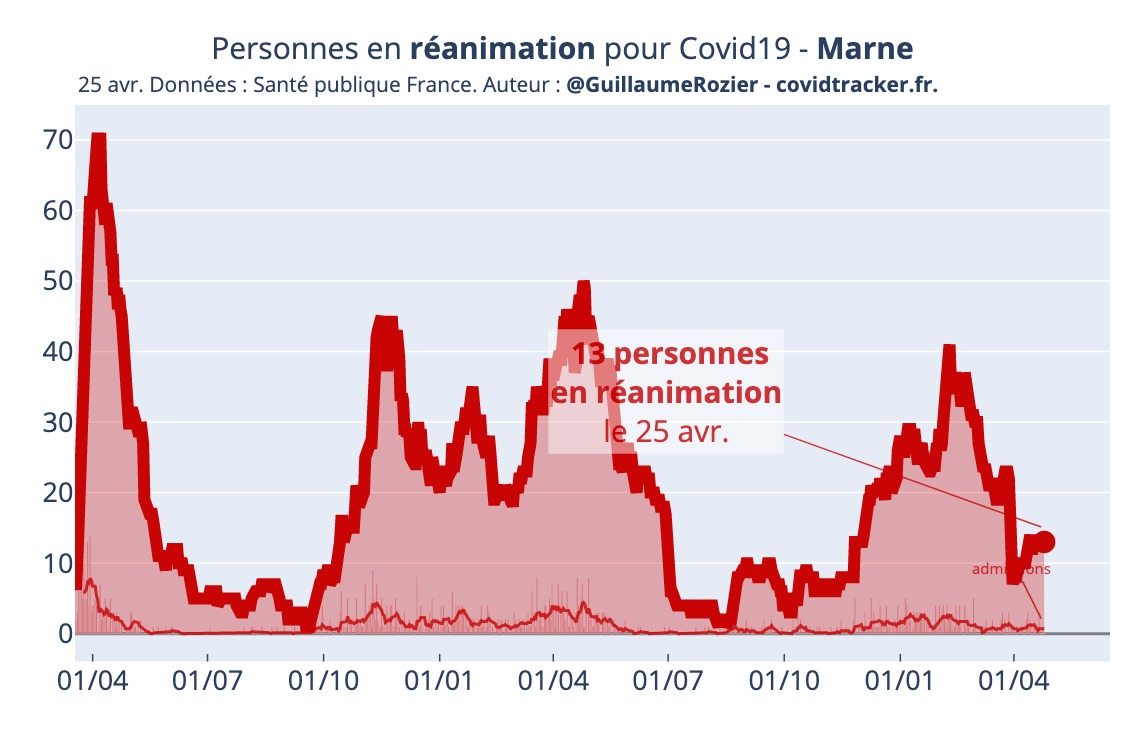 Personnes en réanimation pour Covid19 - Marne
25 avr. Données : Santé publique France. Auteur : @GuillaumeRozier - covidtracker.fr.
70
60
50
40
30
20
10
0
13 personnes
en réanimation
le 25 avr.
admissions
01/04 01/07 01/10 01/01 01/04 01/07 01/10 01/01 01/04